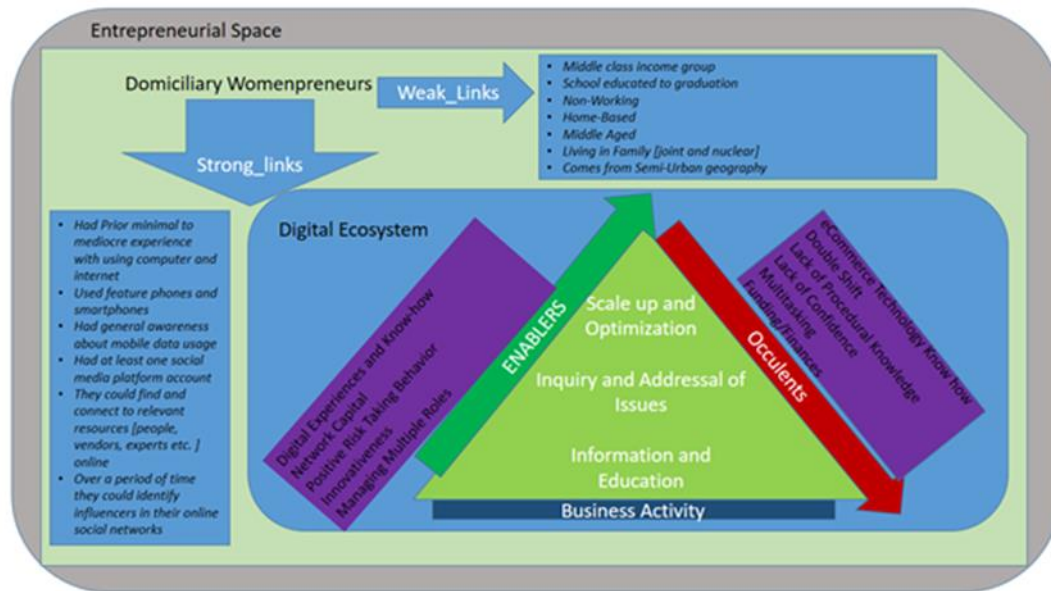 Entrepreneurial Space
Domiciliary Womenpreneurs
Weak_Links
• Middle class income group
• School educated to graduation
• Non-Working
• Home-Based
• Middle Aged
• Living in Family [joint and nuclear]
• Comes from Semi-Urban geography
Strong_links
• Had Prior minimal to
mediocre experience
with using computer and
internet
• Used feature phones and
smartphones
• Had general awareness
about mobile data usage
• Had at least one social
media platform account
• They could find and
connect to relevant
resources [people,
vendors, experts etc. ]
online
• Over a period of time
they could identify
influencers in their online
social networks
Digital Ecosystem
Digital Experiences and Know-how
Network Capital
Positive Risk Taking Behavior
Innovativeness
Managing Multiple Roles
ENABLERS
Scale up and
Optimization
Inquiry and Addressal of
Issues
Information and
Education
Business Activity
Occulents
eCommerce Technology Know how
Double Shift
Lack of Procedural Knowledge
Lack of Confidence
Multitasking
Funding/Finances